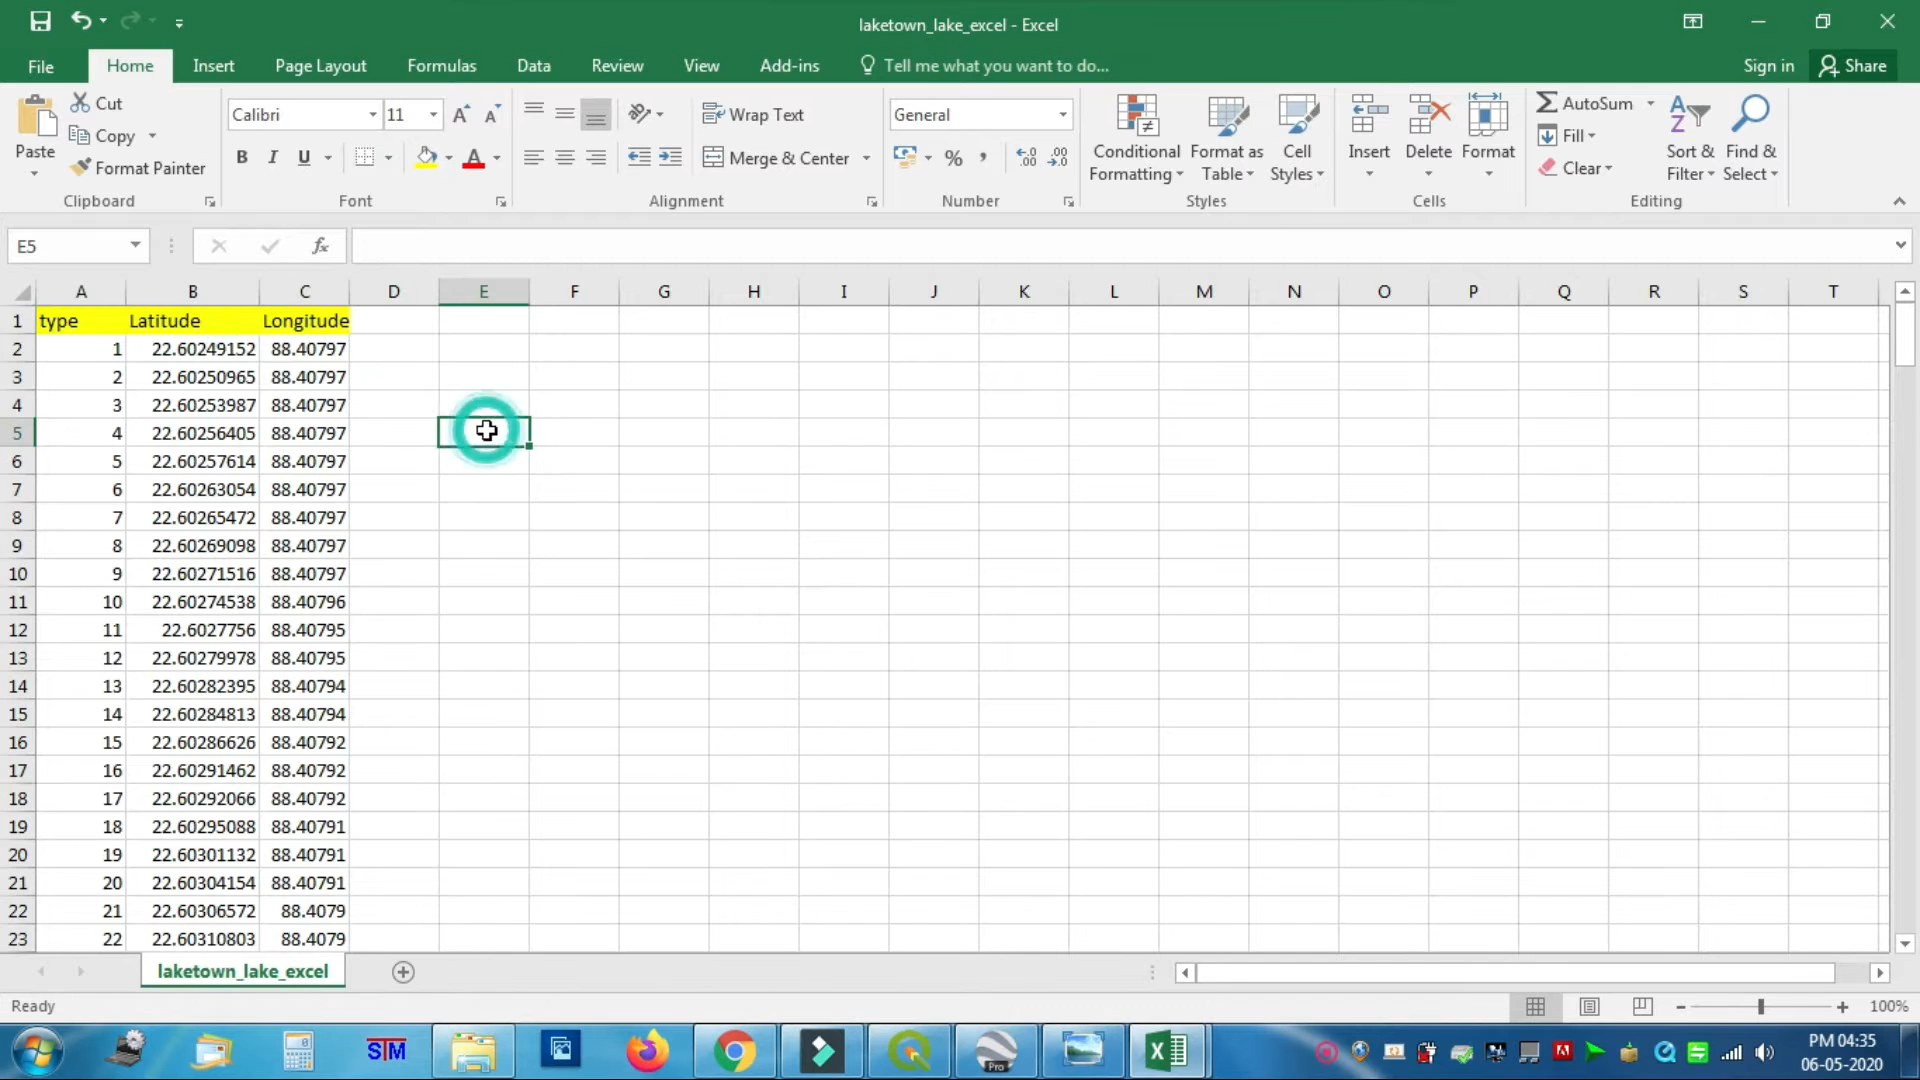 laketown_lake_excel - Excel
File Home Insert Page Layout Formulas Data Review View Add-ins Tell me what you want to do... Sign in Share
Paste Cut Copy Format Painter Clipboard
Calibri 11 A A B I U A Font
Wrap Text Merge & Center Alignment
General % , .00 .0 Number
Conditional Formatting Format as Table Cell Styles Styles
Insert Delete Format Cells
AutoSum Fill Clear Sort & Filter Find & Select Editing
E5 fx
A B C D E F G H I J K L M N O P Q R S T
1 type Latitude Longitude
2 1 22.60249152 88.40797
3 2 22.60250965 88.40797
4 3 22.60253987 88.40797
5 4 22.60256405 88.40797
6 5 22.60257614 88.40797
7 6 22.60263054 88.40797
8 7 22.60265472 88.40797
9 8 22.60269098 88.40797
10 9 22.60271516 88.40797
11 10 22.60274538 88.40796
12 11 22.6027756 88.40795
13 12 22.60279978 88.40795
14 13 22.60282395 88.40794
15 14 22.60284813 88.40794
16 15 22.60286626 88.40792
17 16 22.60291462 88.40792
18 17 22.60292066 88.40792
19 18 22.60295088 88.40791
20 19 22.60301132 88.40791
21 20 22.60304154 88.40791
22 21 22.60306572 88.4079
23 22 22.60310803 88.4079
laketown_lake_excel
Ready 100%
STM Pro PM 04:35
06-05-2020